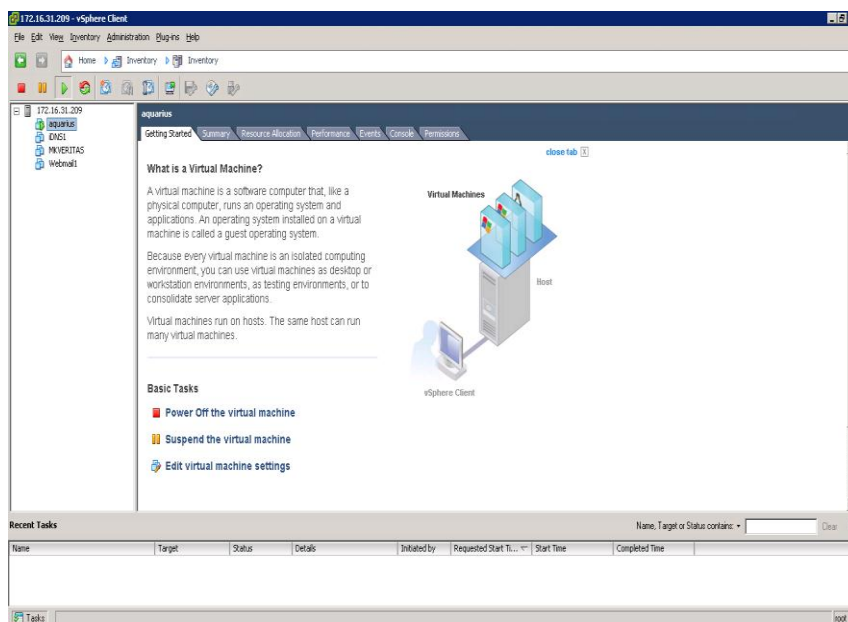 172.16.31.209 - vSphere Client
File Edit View Inventory Administration Plug-ins Help
Home Inventory Inventory
172.16.31.209
aquarius
iDNS1
MKVERITAS
Webmail1
aquarius
Getting Started Summary Resource Allocation Performance Events Console Permissions
close tab
What is a Virtual Machine?
A virtual machine is a software computer that, like a
physical computer, runs an operating system and
applications. An operating system installed on a virtual
machine is called a guest operating system.
Because every virtual machine is an isolated computing
environment, you can use virtual machines as desktop or
workstation environments, as testing environments, or to
consolidate server applications.
Virtual machines run on hosts. The same host can run
many virtual machines.
Basic Tasks
Power Off the virtual machine
Suspend the virtual machine
Edit virtual machine settings
Virtual Machines
Host
vSphere Client
Recent Tasks
Name, Target or Status contains:
Clear
Name Target Status Details Initiated by Requested Start Ti... Start Time Completed Time
Tasks
root